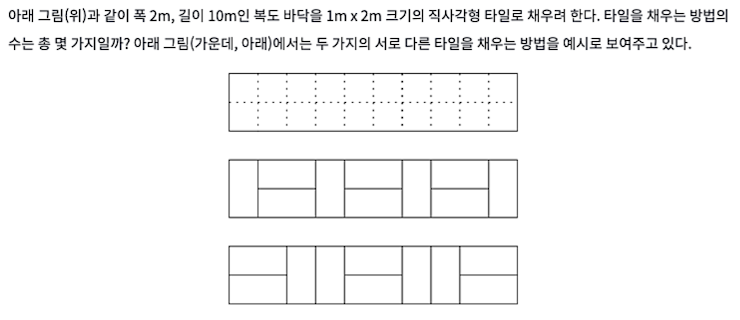 아래 그림(위)과 같이 폭 2m, 길이 10m인 복도 바닥을 1m x 2m 크기의 직사각형 타일로 채우려 한다. 타일을 채우는 방법의
수는 총 몇 가지일까? 아래 그림(가운데, 아래)에서는 두 가지의 서로 다른 타일을 채우는 방법을 예시로 보여주고 있다.